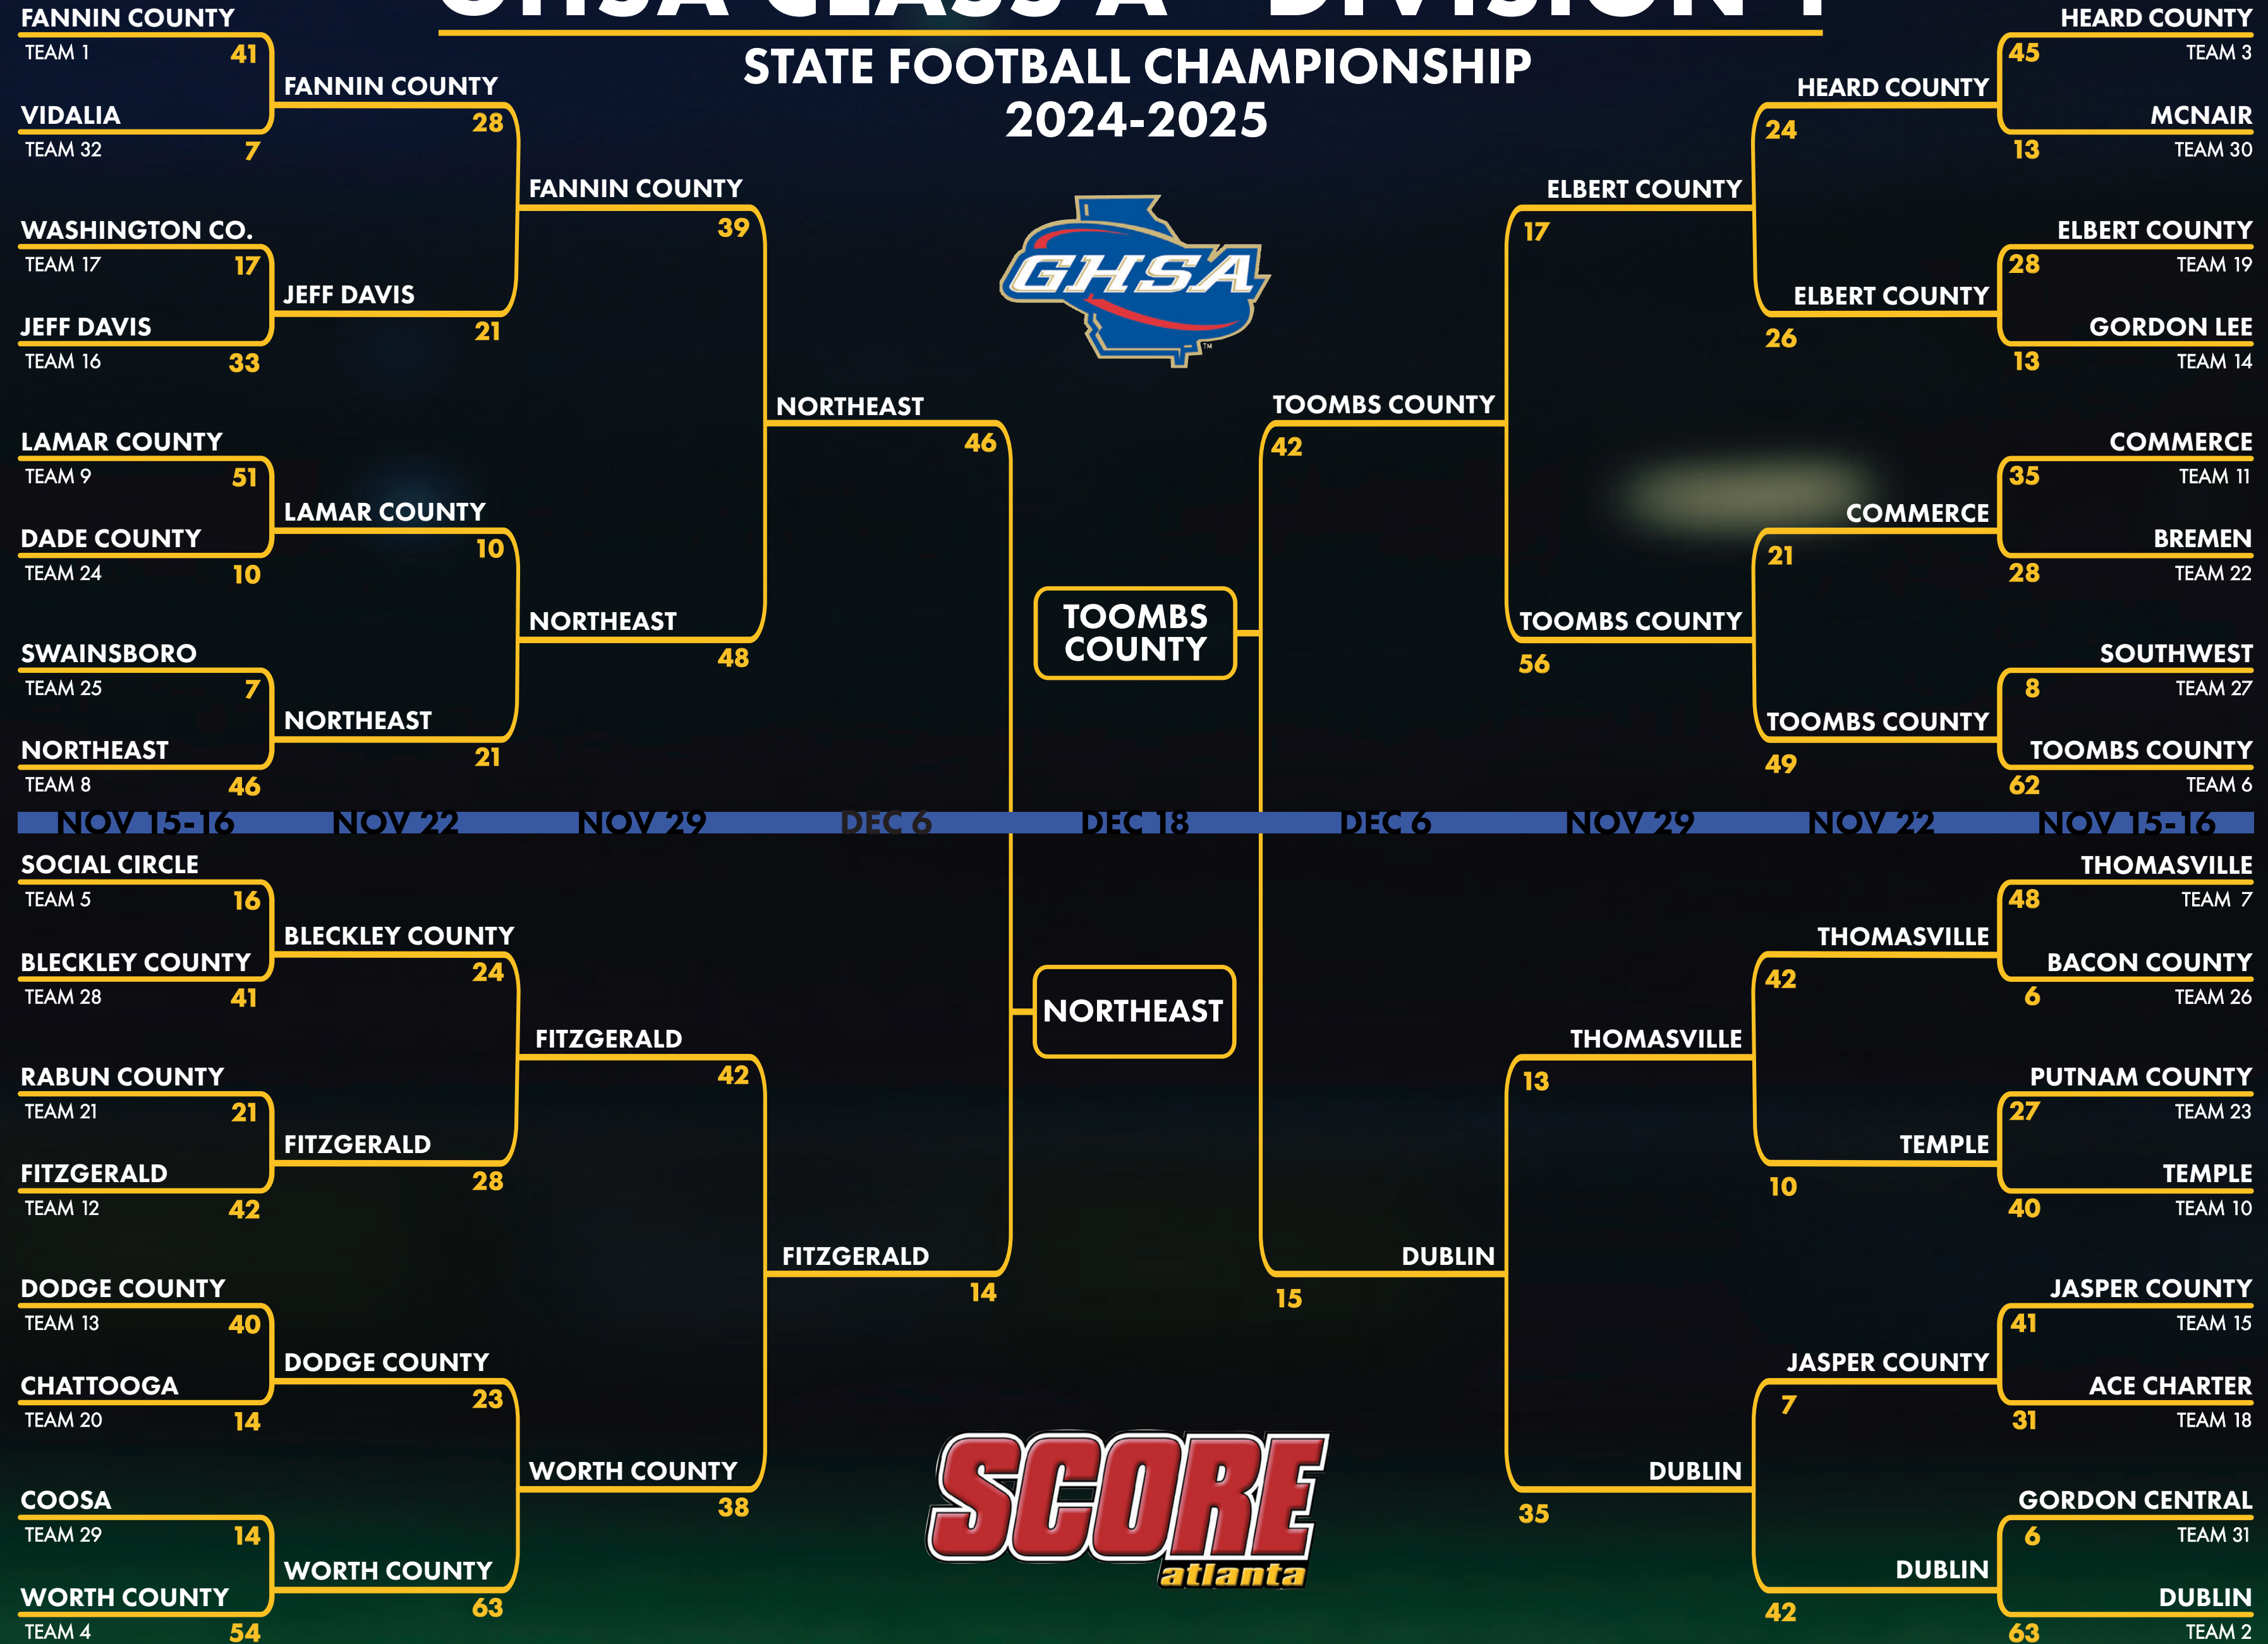 GHSA CLASS A - DIVISION I
STATE FOOTBALL CHAMPIONSHIP
2024-2025
FANNIN COUNTY
TEAM 1 41
VIDALIA
TEAM 32 7
WASHINGTON CO.
TEAM 17 17
JEFF DAVIS
TEAM 16 33
LAMAR COUNTY
TEAM 9 51
DADE COUNTY
TEAM 24 10
SWAINSBORO
TEAM 25 7
NORTHEAST
TEAM 8 46
FANNIN COUNTY
28
JEFF DAVIS
21
LAMAR COUNTY
10
NORTHEAST
21
FANNIN COUNTY
39
NORTHEAST
48
NORTHEAST
46
GHSA
TM
TOOMBS
COUNTY
TOOMBS COUNTY
42
ELBERT COUNTY
17
TOOMBS COUNTY
56
HEARD COUNTY
24
ELBERT COUNTY
26
COMMERCE
21
TOOMBS COUNTY
49
HEARD COUNTY
45 TEAM 3
MCNAIR
13 TEAM 30
ELBERT COUNTY
28 TEAM 19
GORDON LEE
13 TEAM 14
COMMERCE
35 TEAM 11
BREMEN
28 TEAM 22
SOUTHWEST
8 TEAM 27
TOOMBS COUNTY
62 TEAM 6
NOV 15-16 NOV 22 NOV 29 DEC 6 DEC 18 DEC 6 NOV 29 NOV 22 NOV 15-16
SOCIAL CIRCLE
TEAM 5 16
BLECKLEY COUNTY
TEAM 28 41
RABUN COUNTY
TEAM 21 21
FITZGERALD
TEAM 12 42
DODGE COUNTY
TEAM 13 40
CHATTOOGA
TEAM 20 14
COOSA
TEAM 29 14
WORTH COUNTY
TEAM 4 54
BLECKLEY COUNTY
24
FITZGERALD
28
DODGE COUNTY
23
WORTH COUNTY
63
FITZGERALD
42
WORTH COUNTY
38
FITZGERALD
14
NORTHEAST
SCORE
atlanta
DUBLIN
15
THOMASVILLE
13
DUBLIN
35
THOMASVILLE
42
TEMPLE
10
JASPER COUNTY
7
DUBLIN
42
THOMASVILLE
48 TEAM 7
BACON COUNTY
6 TEAM 26
PUTNAM COUNTY
27 TEAM 23
TEMPLE
40 TEAM 10
JASPER COUNTY
41 TEAM 15
ACE CHARTER
31 TEAM 18
GORDON CENTRAL
6 TEAM 31
DUBLIN
63 TEAM 2